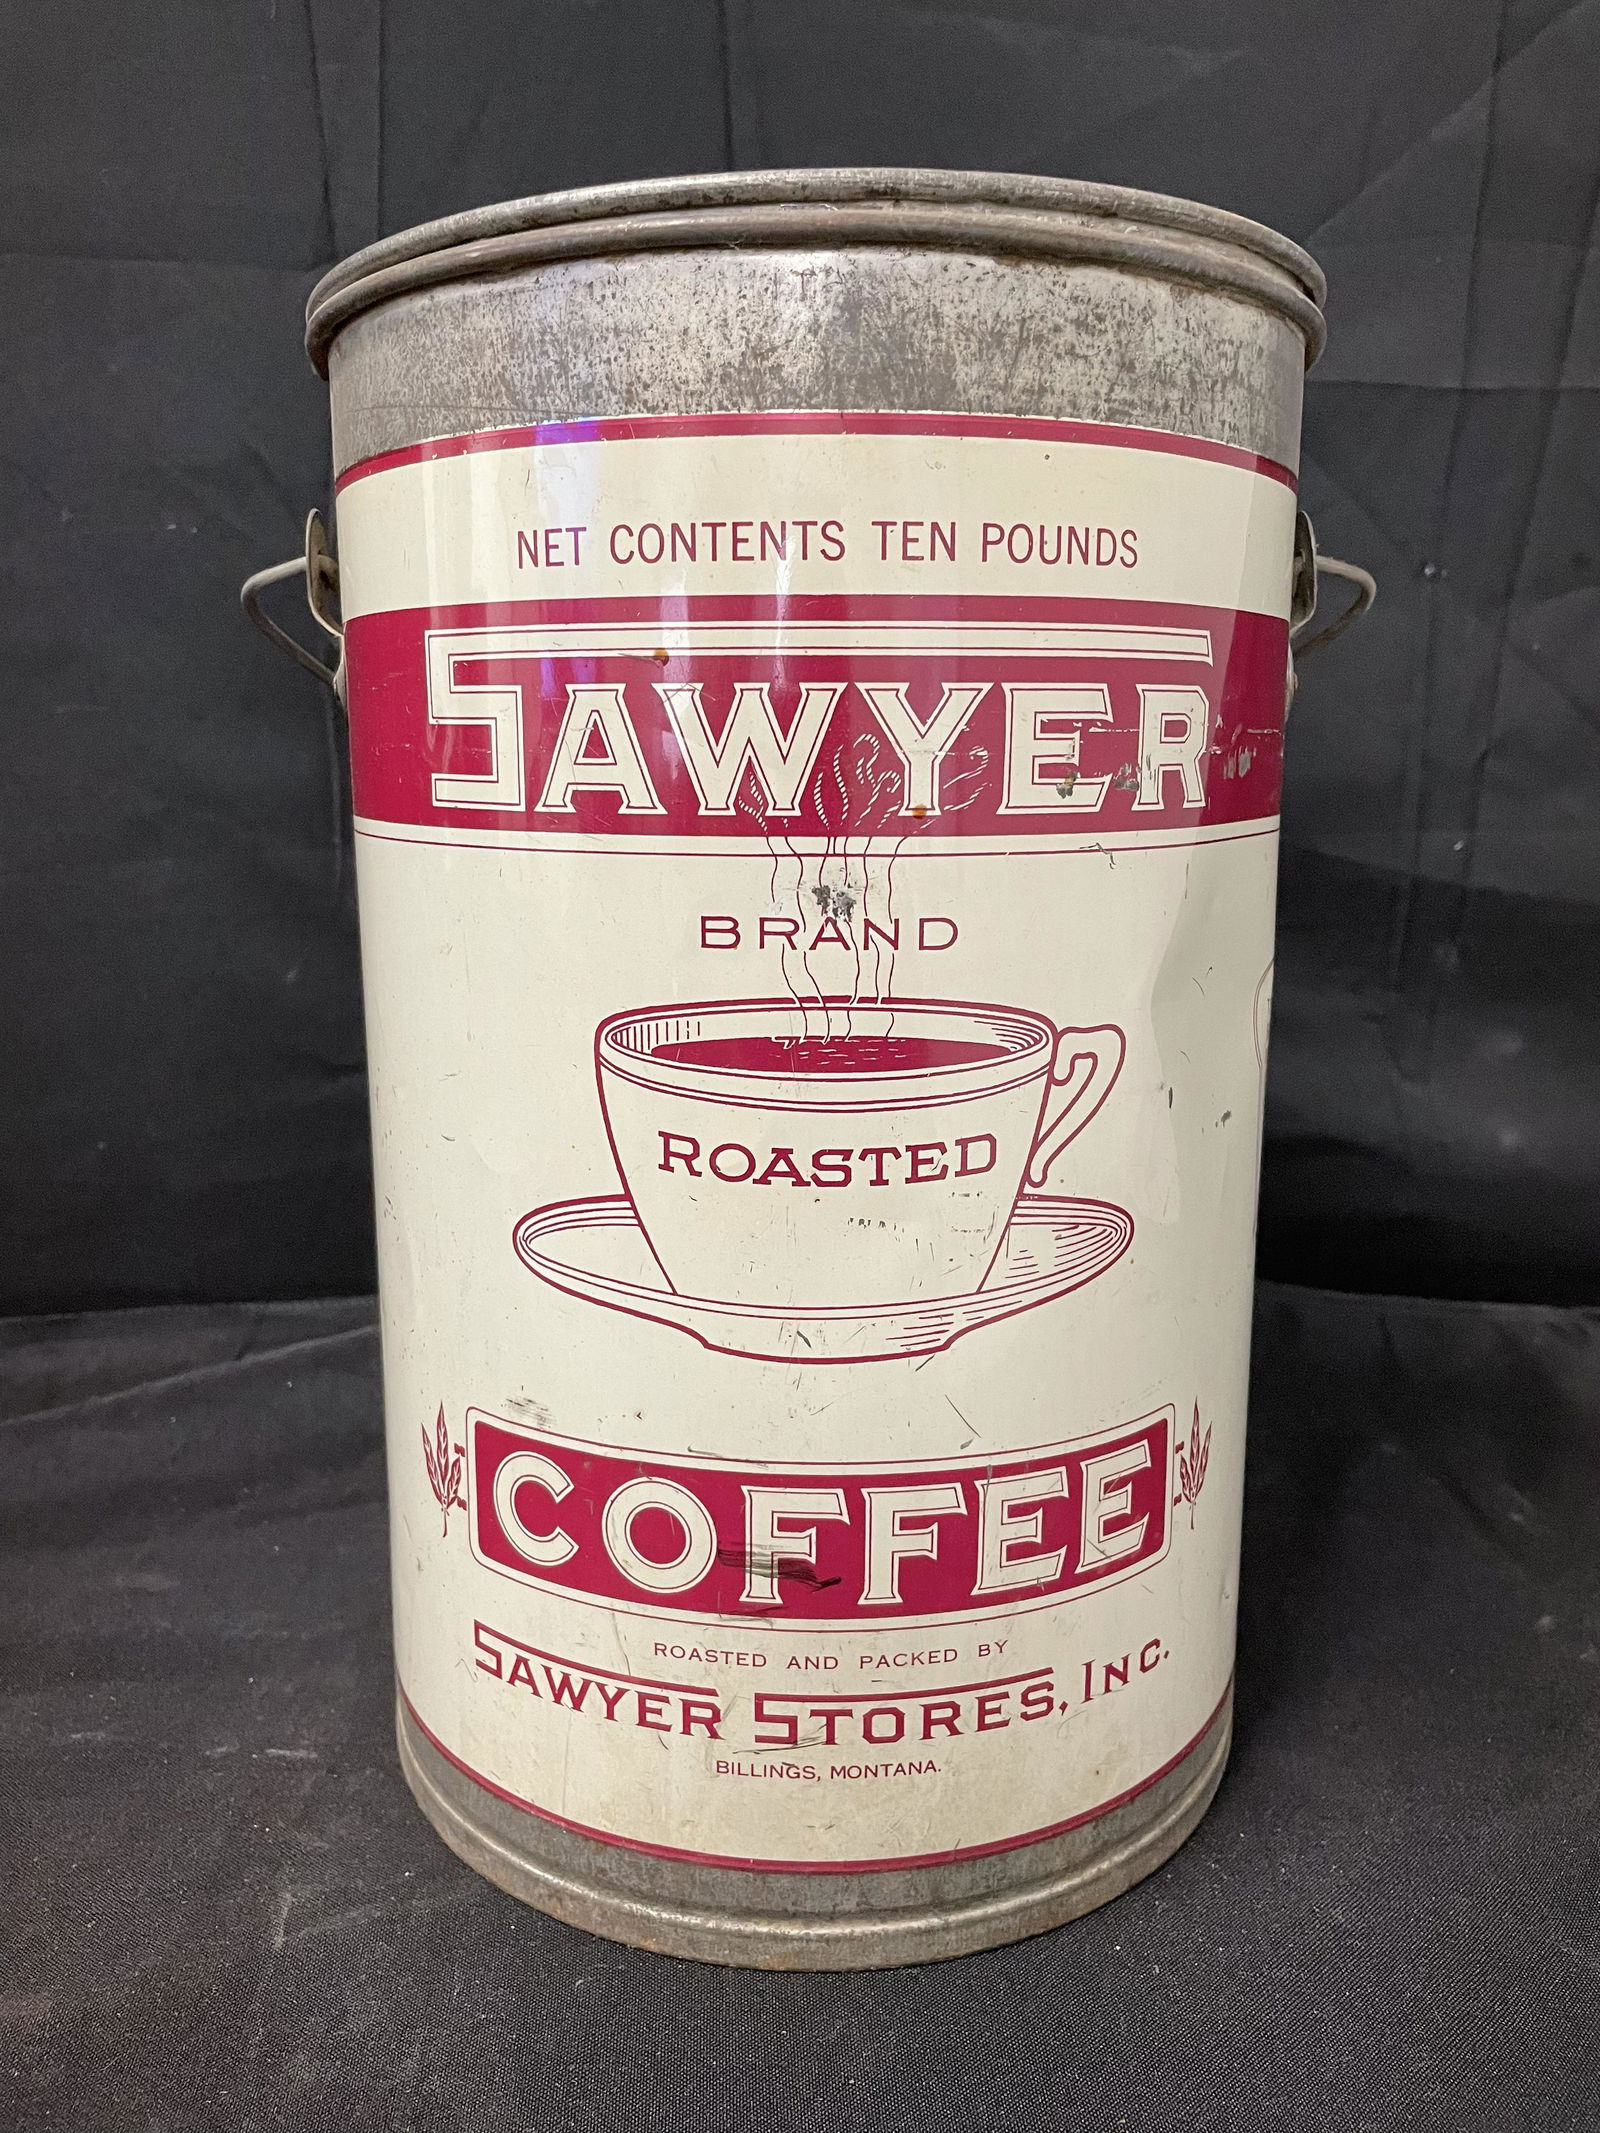 NET CONTENTS TEN POUNDS
SAWYER
BRAND
ROASTED
COFFEE
ROASTED AND PACKED BY
SAWYER STORES, INC.
BILLINGS, MONTANA.